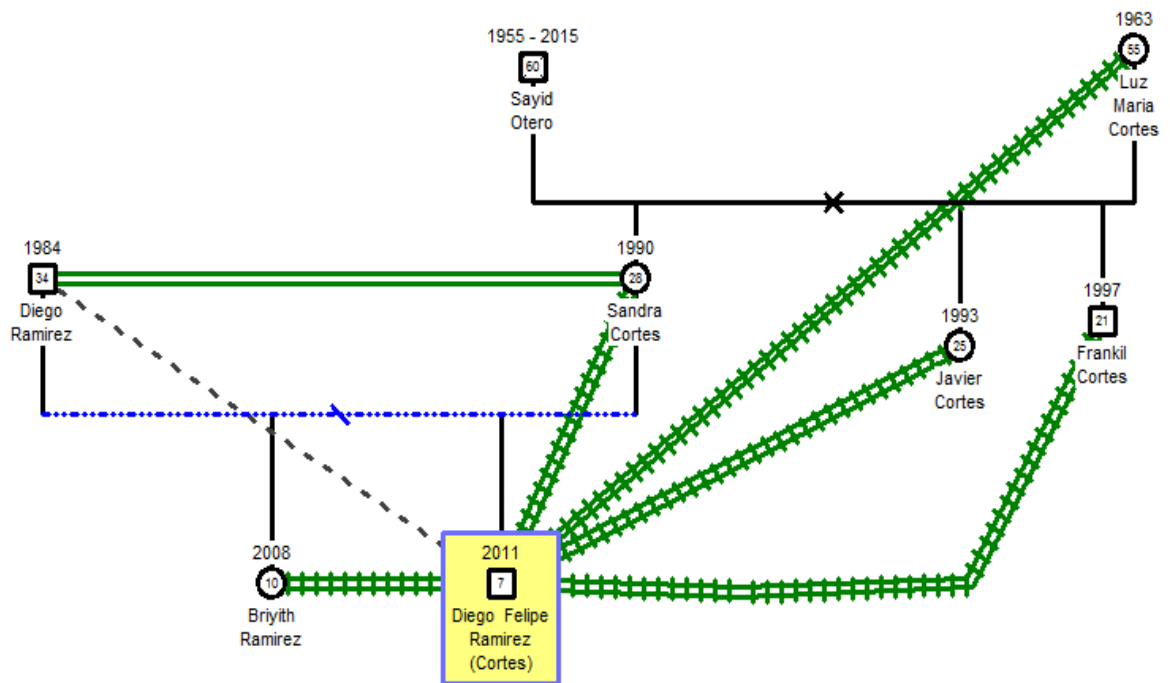 1963
55
Luz
Maria
Cortes
1955 - 2015
60
Sayid
Otero
1984
34
Diego
Ramirez
1990
28
Sandra
Cortes
1993
25
Javier
Cortes
1997
21
Frankil
Cortes
2008
10
Briyith
Ramirez
2011
7
Diego Felipe
Ramirez
(Cortes)